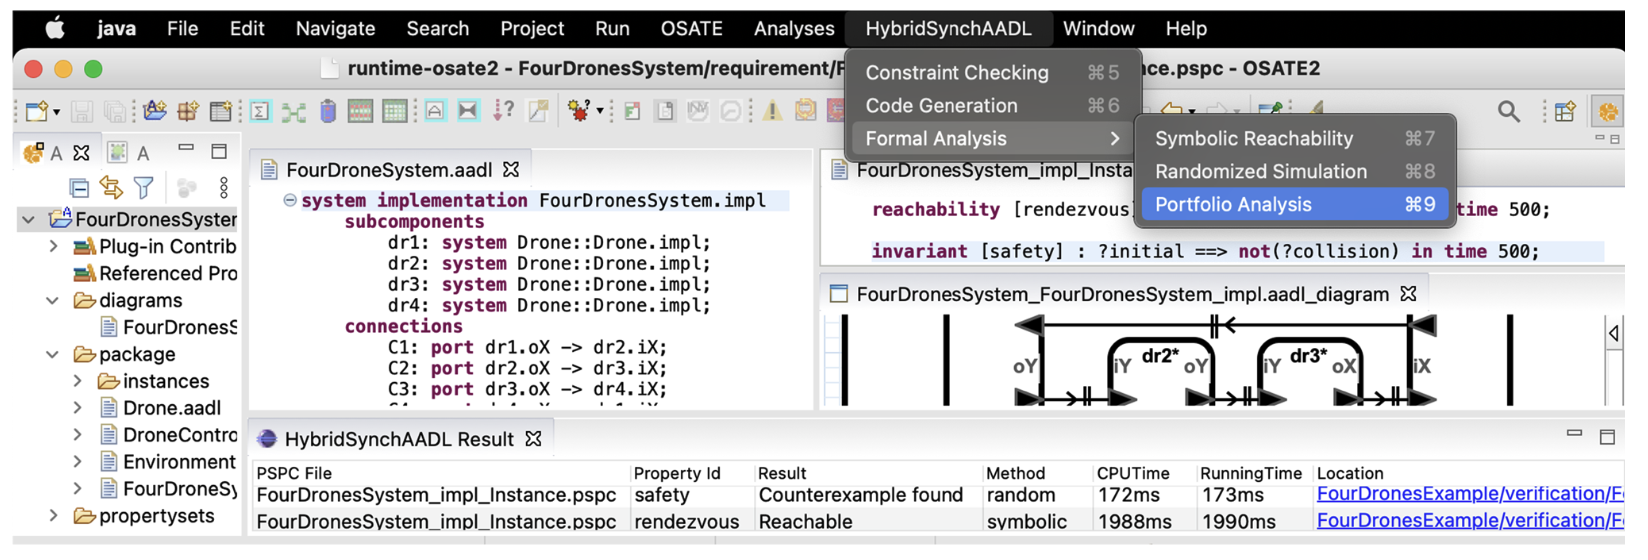 java File Edit Navigate Search Project Run OSATE Analyses HybridSynchAADL Window Help
runtime-osate2 - FourDronesSystem/requirement/F
nce.pspc - OSATE2
Constraint Checking ⌘5
Code Generation ⌘6
Formal Analysis >
Symbolic Reachability ⌘7
Randomized Simulation ⌘8
Portfolio Analysis ⌘9
A
A
FourDronesSyster
Plug-in Contrib
Referenced Pro
diagrams
FourDronesS
package
instances
Drone.aadl
DroneContro
Environment
FourDroneSy
propertysets
FourDroneSystem.aadl
system implementation FourDronesSystem.impl
subcomponents
dr1: system Drone::Drone.impl;
dr2: system Drone::Drone.impl;
dr3: system Drone::Drone.impl;
dr4: system Drone::Drone.impl;
connections
C1: port dr1.oX -> dr2.iX;
C2: port dr2.oX -> dr3.iX;
C3: port dr3.oX -> dr4.iX;
FourDronesSystem_impl_Insta
reachability [rendezvous]
time 500;
invariant [safety] : ?initial ==> not(?collision) in time 500;
FourDronesSystem_FourDronesSystem_impl.aadl_diagram
oY iY dr2* oY iY dr3* oX iX
HybridSynchAADL Result
PSPC File Property Id Result Method CPUTime RunningTime Location
FourDronesSystem_impl_Instance.pspc safety Counterexample found random 172ms 173ms FourDronesExample/verification/F
FourDronesSystem_impl_Instance.pspc rendezvous Reachable symbolic 1988ms 1990ms FourDronesExample/verification/F